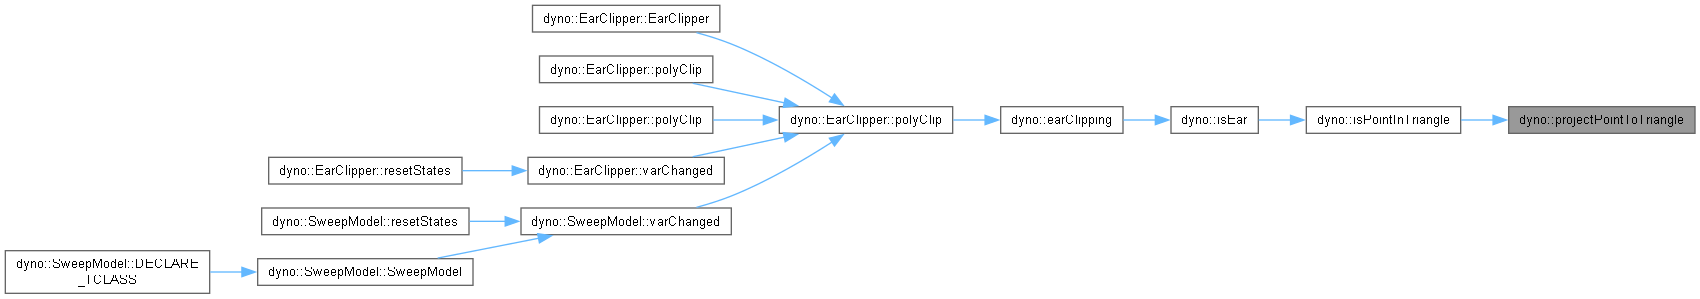 dyno::EarClipper::EarClipper
dyno::EarClipper::polyClip
dyno::EarClipper::polyClip
dyno::EarClipper::polyClip
dyno::earClipping
dyno::isEar
dyno::isPointInTriangle
dyno::projectPointToTriangle
dyno::EarClipper::resetStates
dyno::EarClipper::varChanged
dyno::SweepModel::resetStates
dyno::SweepModel::varChanged
dyno::SweepModel::DECLARE
_TCLASS
dyno::SweepModel::SweepModel